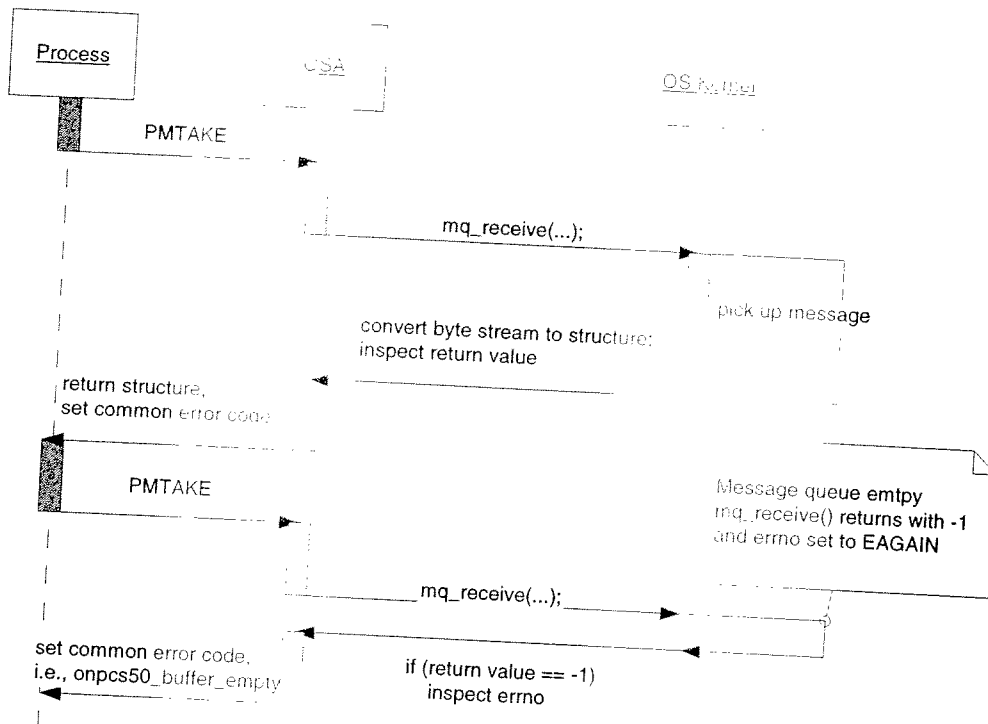 Process
OSA
OS Kernel
PMTAKE
mq_receive(...);
pick up message
convert byte stream to structure;
inspect return value
return structure,
set common error code
PMTAKE
Message queue emtpy
mq_receive() returns with -1
and errno set to EAGAIN
mq_receive(...);
set common error code,
i.e., onpcs50_buffer_empty
if (return value == -1)
inspect errno